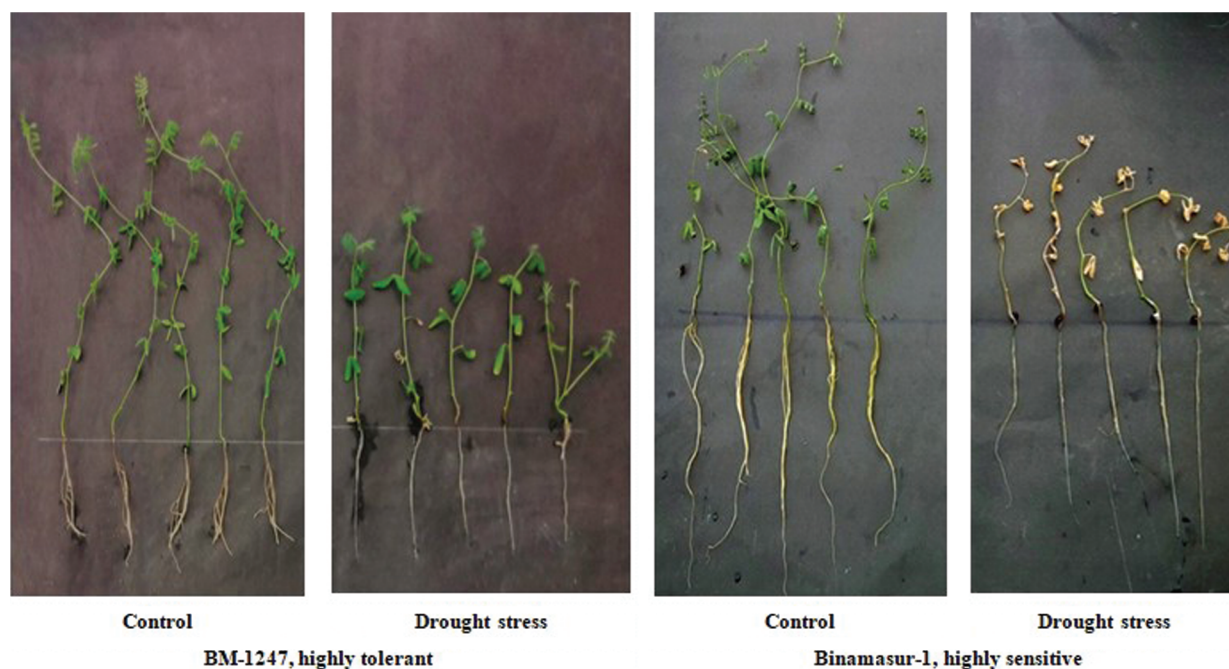 Control Drought stress Control Drought stress
BM-1247, highly tolerant Binamasur-1, highly sensitive